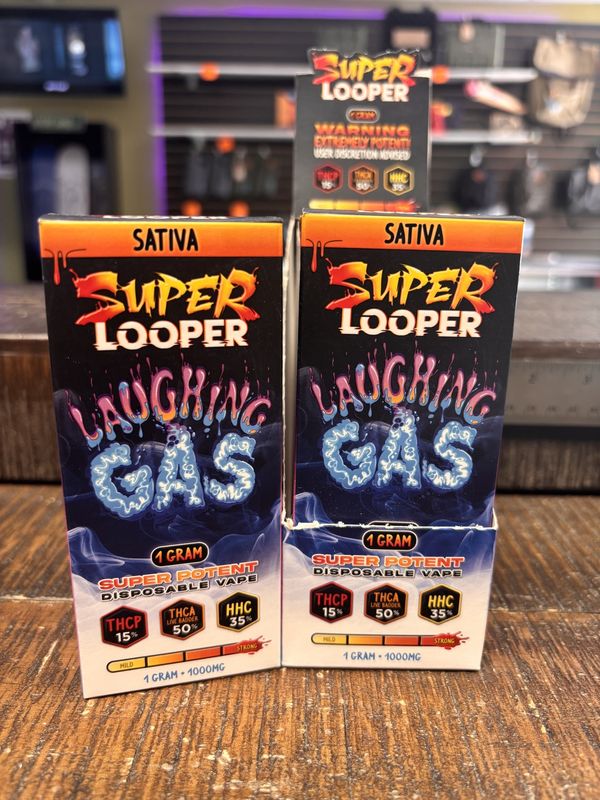 SUPER
LOOPER
1 GRAM
WARNING
EXTREMELY POTENT!
USER DISCRETION ADVISED
THCP
15%
THCA
50%
HHC
35%
SATIVA
SUPER
LOOPER
LAUGHING
GAS
1 GRAM
SUPER POTENT
DISPOSABLE VAPE
THCP
15%
THCA
LIVE BADDER
50%
HHC
35%
MILD
STRONG
1 GRAM • 1000MG
SATIVA
SUPER
LOOPER
LAUGHING
GAS
1 GRAM
SUPER POTENT
DISPOSABLE VAPE
THCP
15%
THCA
LIVE BADDER
50%
HHC
35%
MILD
STRONG
1 GRAM • 1000MG